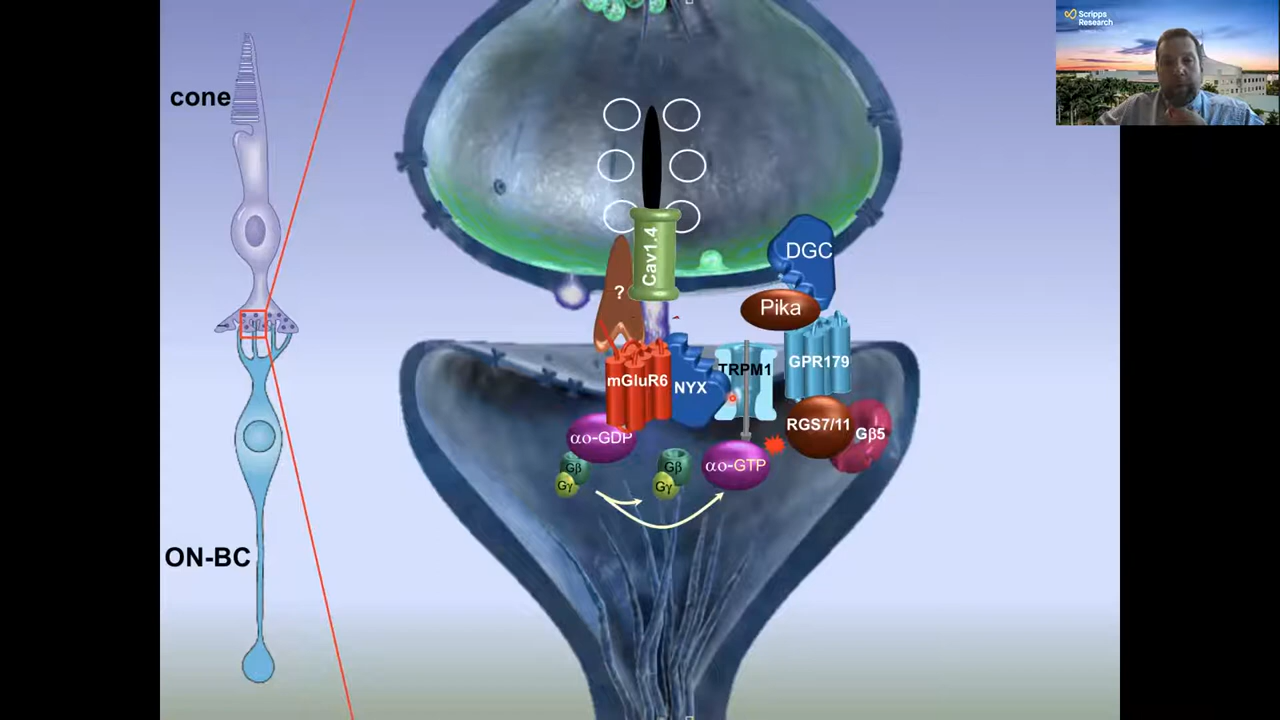 Scripps
Research
cone
DGC
Cav1.4
?
Pika
TRPM1
GPR179
mGluR6
NYX
RGS7/11
Gβ5
αo-GDP
Gβ
Gγ
Gβ
Gγ
αo-GTP
ON-BC